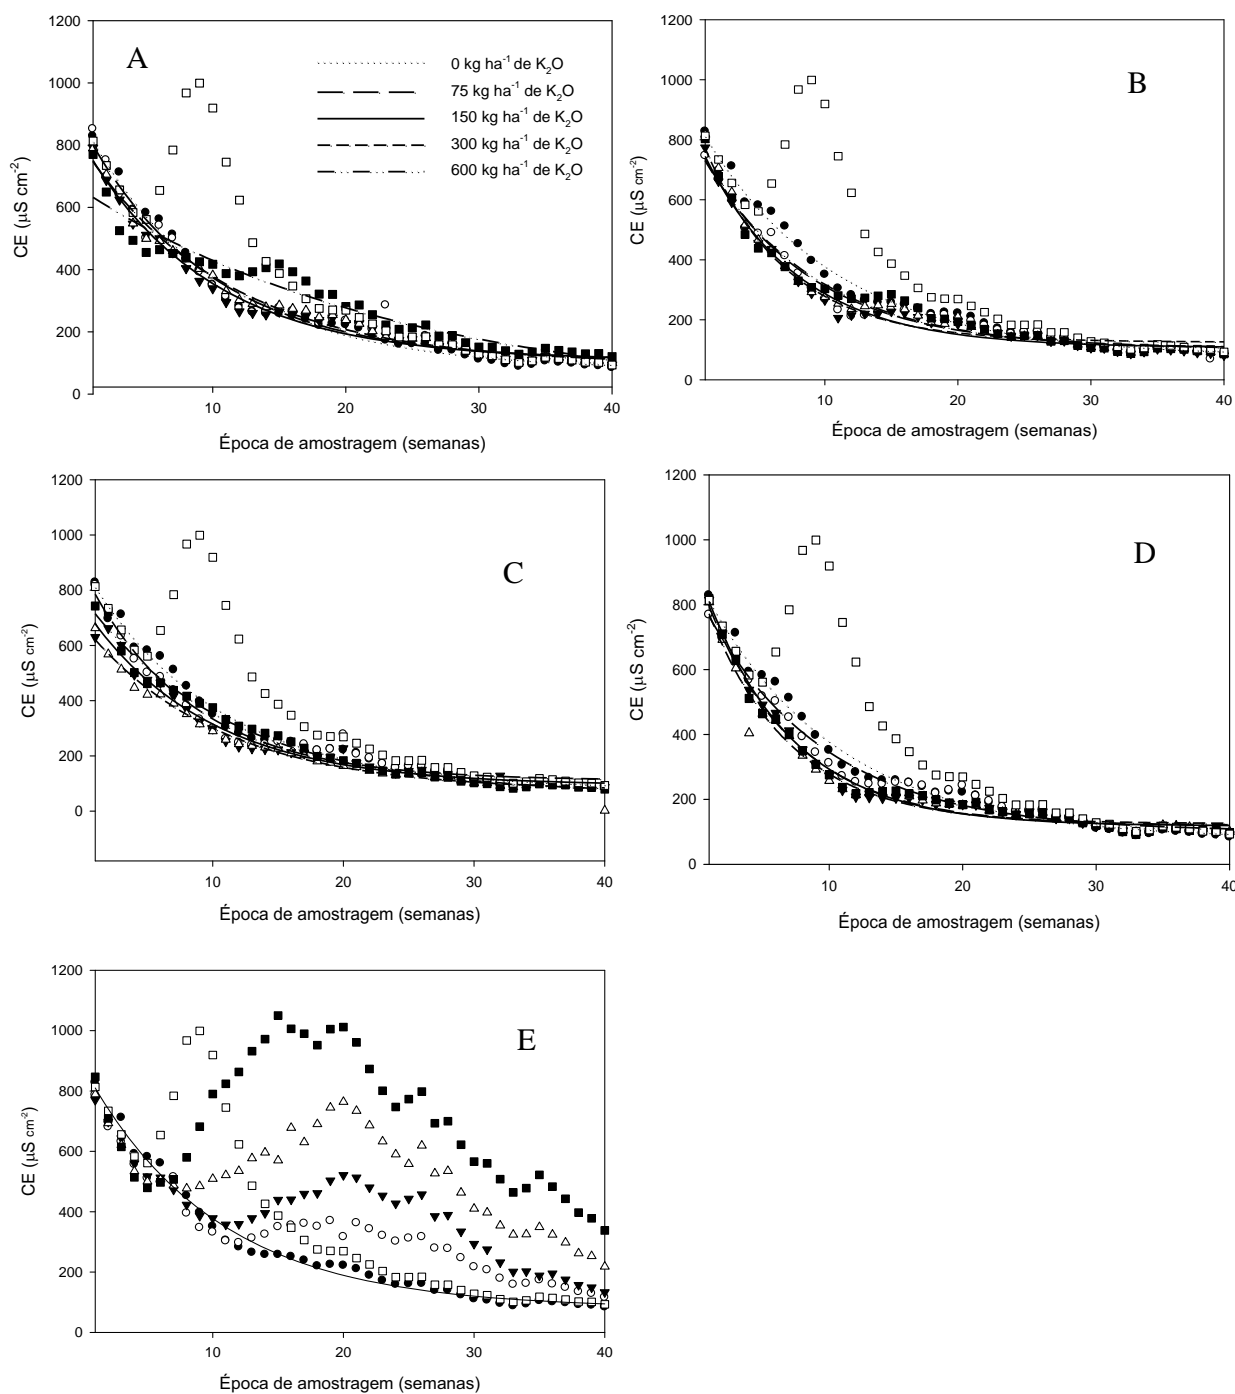 A
1200
1000
800
600
400
200
0
CE (μS cm⁻²)
10 20 30 40
Época de amostragem (semanas)
0 kg ha⁻¹ de K₂O
75 kg ha⁻¹ de K₂O
150 kg ha⁻¹ de K₂O
300 kg ha⁻¹ de K₂O
600 kg ha⁻¹ de K₂O
B
1200
1000
800
600
400
200
0
CE (μS cm⁻²)
10 20 30 40
Época de amostragem (semanas)
C
1200
1000
800
600
400
200
0
CE (μS cm⁻²)
10 20 30 40
Época de amostragem (semanas)
D
1200
1000
800
600
400
200
0
CE (μS cm⁻²)
10 20 30 40
Época de amostragem (semanas)
E
1200
1000
800
600
400
200
0
CE (μS cm⁻²)
10 20 30 40
Época de amostragem (semanas)